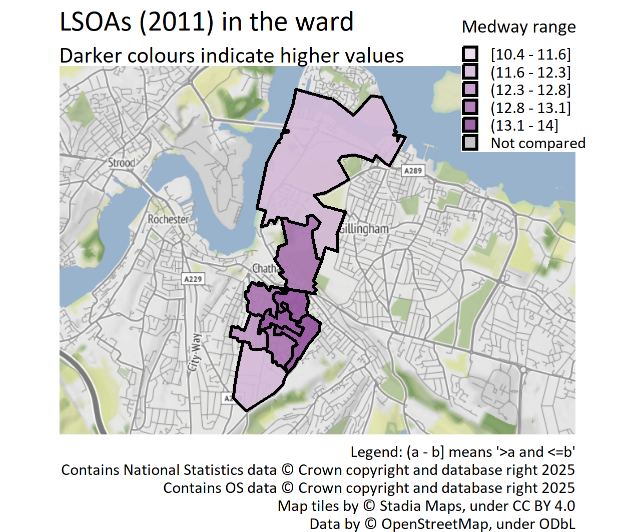 LSOAs (2011) in the ward
Darker colours indicate higher values
Medway range
[10.4 - 11.6]
(11.6 - 12.3]
(12.3 - 12.8]
(12.8 - 13.1]
(13.1 - 14]
Not compared
Strood
A289
Rochester
Gillingham
Chath
A229
City Way
A2
Legend: (a - b] means '>a and <=b'
Contains National Statistics data © Crown copyright and database right 2025
Contains OS data © Crown copyright and database right 2025
Map tiles by © Stadia Maps, under CC BY 4.0
Data by © OpenStreetMap, under ODbL